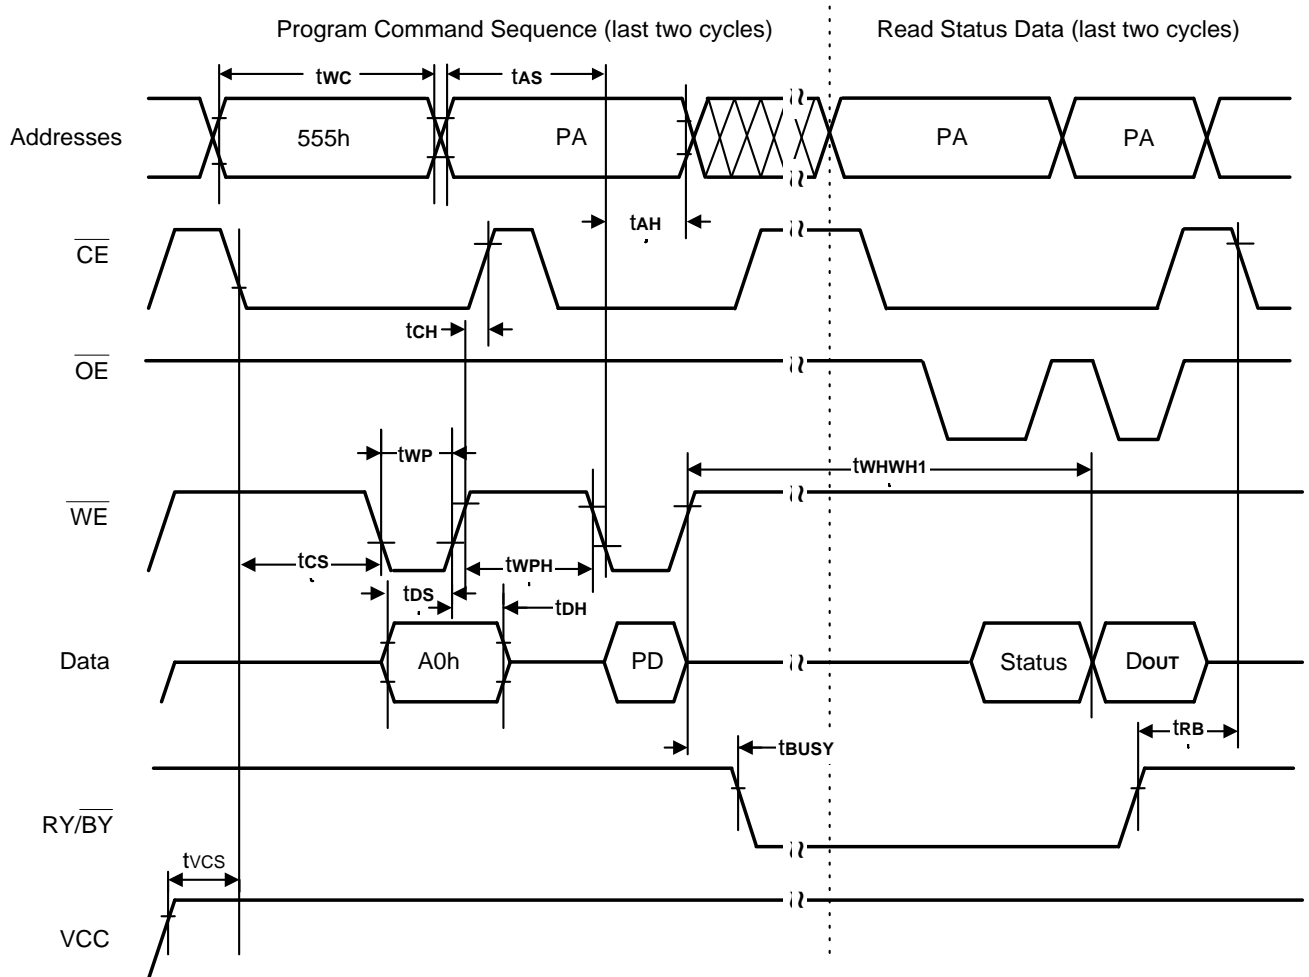 Program Command Sequence (last two cycles)
Read Status Data (last two cycles)
tWC
tAS
Addresses
555h
PA
PA
PA
tAH
CE
tCH
OE
tWP
tWHWH1
WE
tCS
tWPH
tDS
tDH
Data
A0h
PD
Status
DOUT
tRB
tBUSY
RY/BY
tVCS
VCC